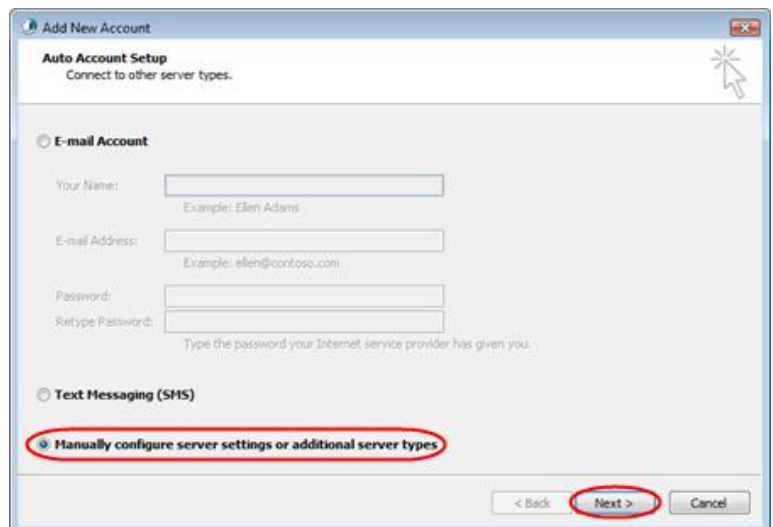 Add New Account
Auto Account Setup
Connect to other server types.
E-mail Account
Your Name:
Example: Ellen Adams
E-mail Address:
Example: ellen@contoso.com
Password:
Retype Password:
Type the password your Internet service provider has given you.
Text Messaging (SMS)
Manually configure server settings or additional server types
< Back Next > Cancel